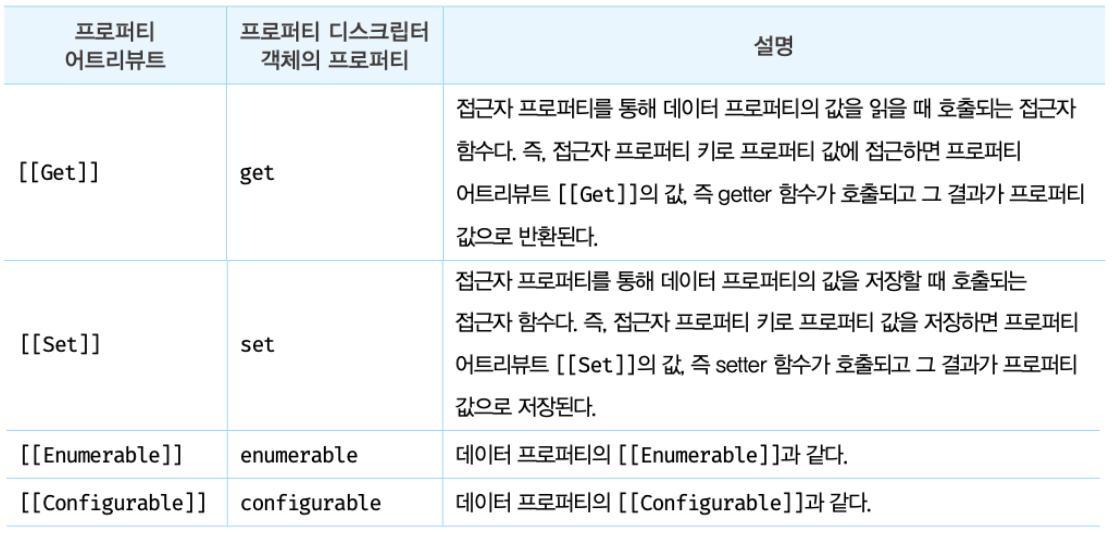 프로퍼티
어트리뷰트
프로퍼티 디스크립터
객체의 프로퍼티
설명
[[Get]]
get
접근자 프로퍼티를 통해 데이터 프로퍼티의 값을 읽을 때 호출되는 접근자
함수다. 즉, 접근자 프로퍼티 키로 프로퍼티 값에 접근하면 프로퍼티
어트리뷰트 [[Get]]의 값, 즉 getter 함수가 호출되고 그 결과가 프로퍼티
값으로 반환된다.
[[Set]]
set
접근자 프로퍼티를 통해 데이터 프로퍼티의 값을 저장할 때 호출되는
접근자 함수다. 즉, 접근자 프로퍼티 키로 프로퍼티 값을 저장하면 프로퍼티
어트리뷰트 [[Set]]의 값, 즉 setter 함수가 호출되고 그 결과가 프로퍼티
값으로 저장된다.
[[Enumerable]]
enumerable
데이터 프로퍼티의 [[Enumerable]]과 같다.
[[Configurable]]
configurable
데이터 프로퍼티의 [[Configurable]]과 같다.